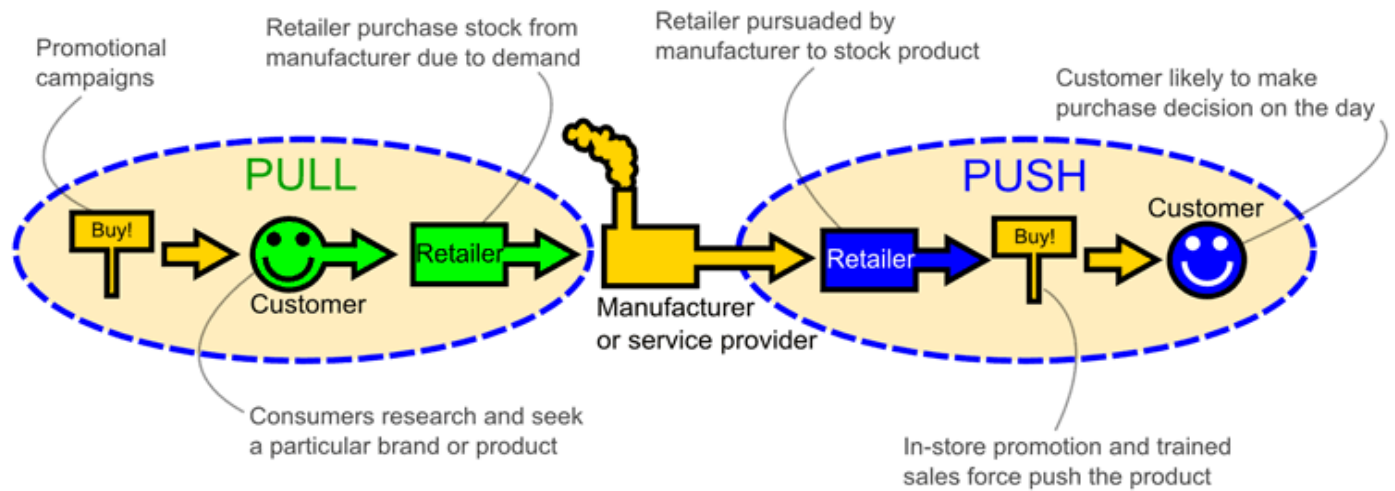 Promotional
campaigns
Retailer purchase stock from
manufacturer due to demand
Retailer pursuaded by
manufacturer to stock product
Customer likely to make
purchase decision on the day
PULL
Buy!
Customer
Retailer
Manufacturer
or service provider
PUSH
Retailer
Buy!
Customer
Consumers research and seek
a particular brand or product
In-store promotion and trained
sales force push the product